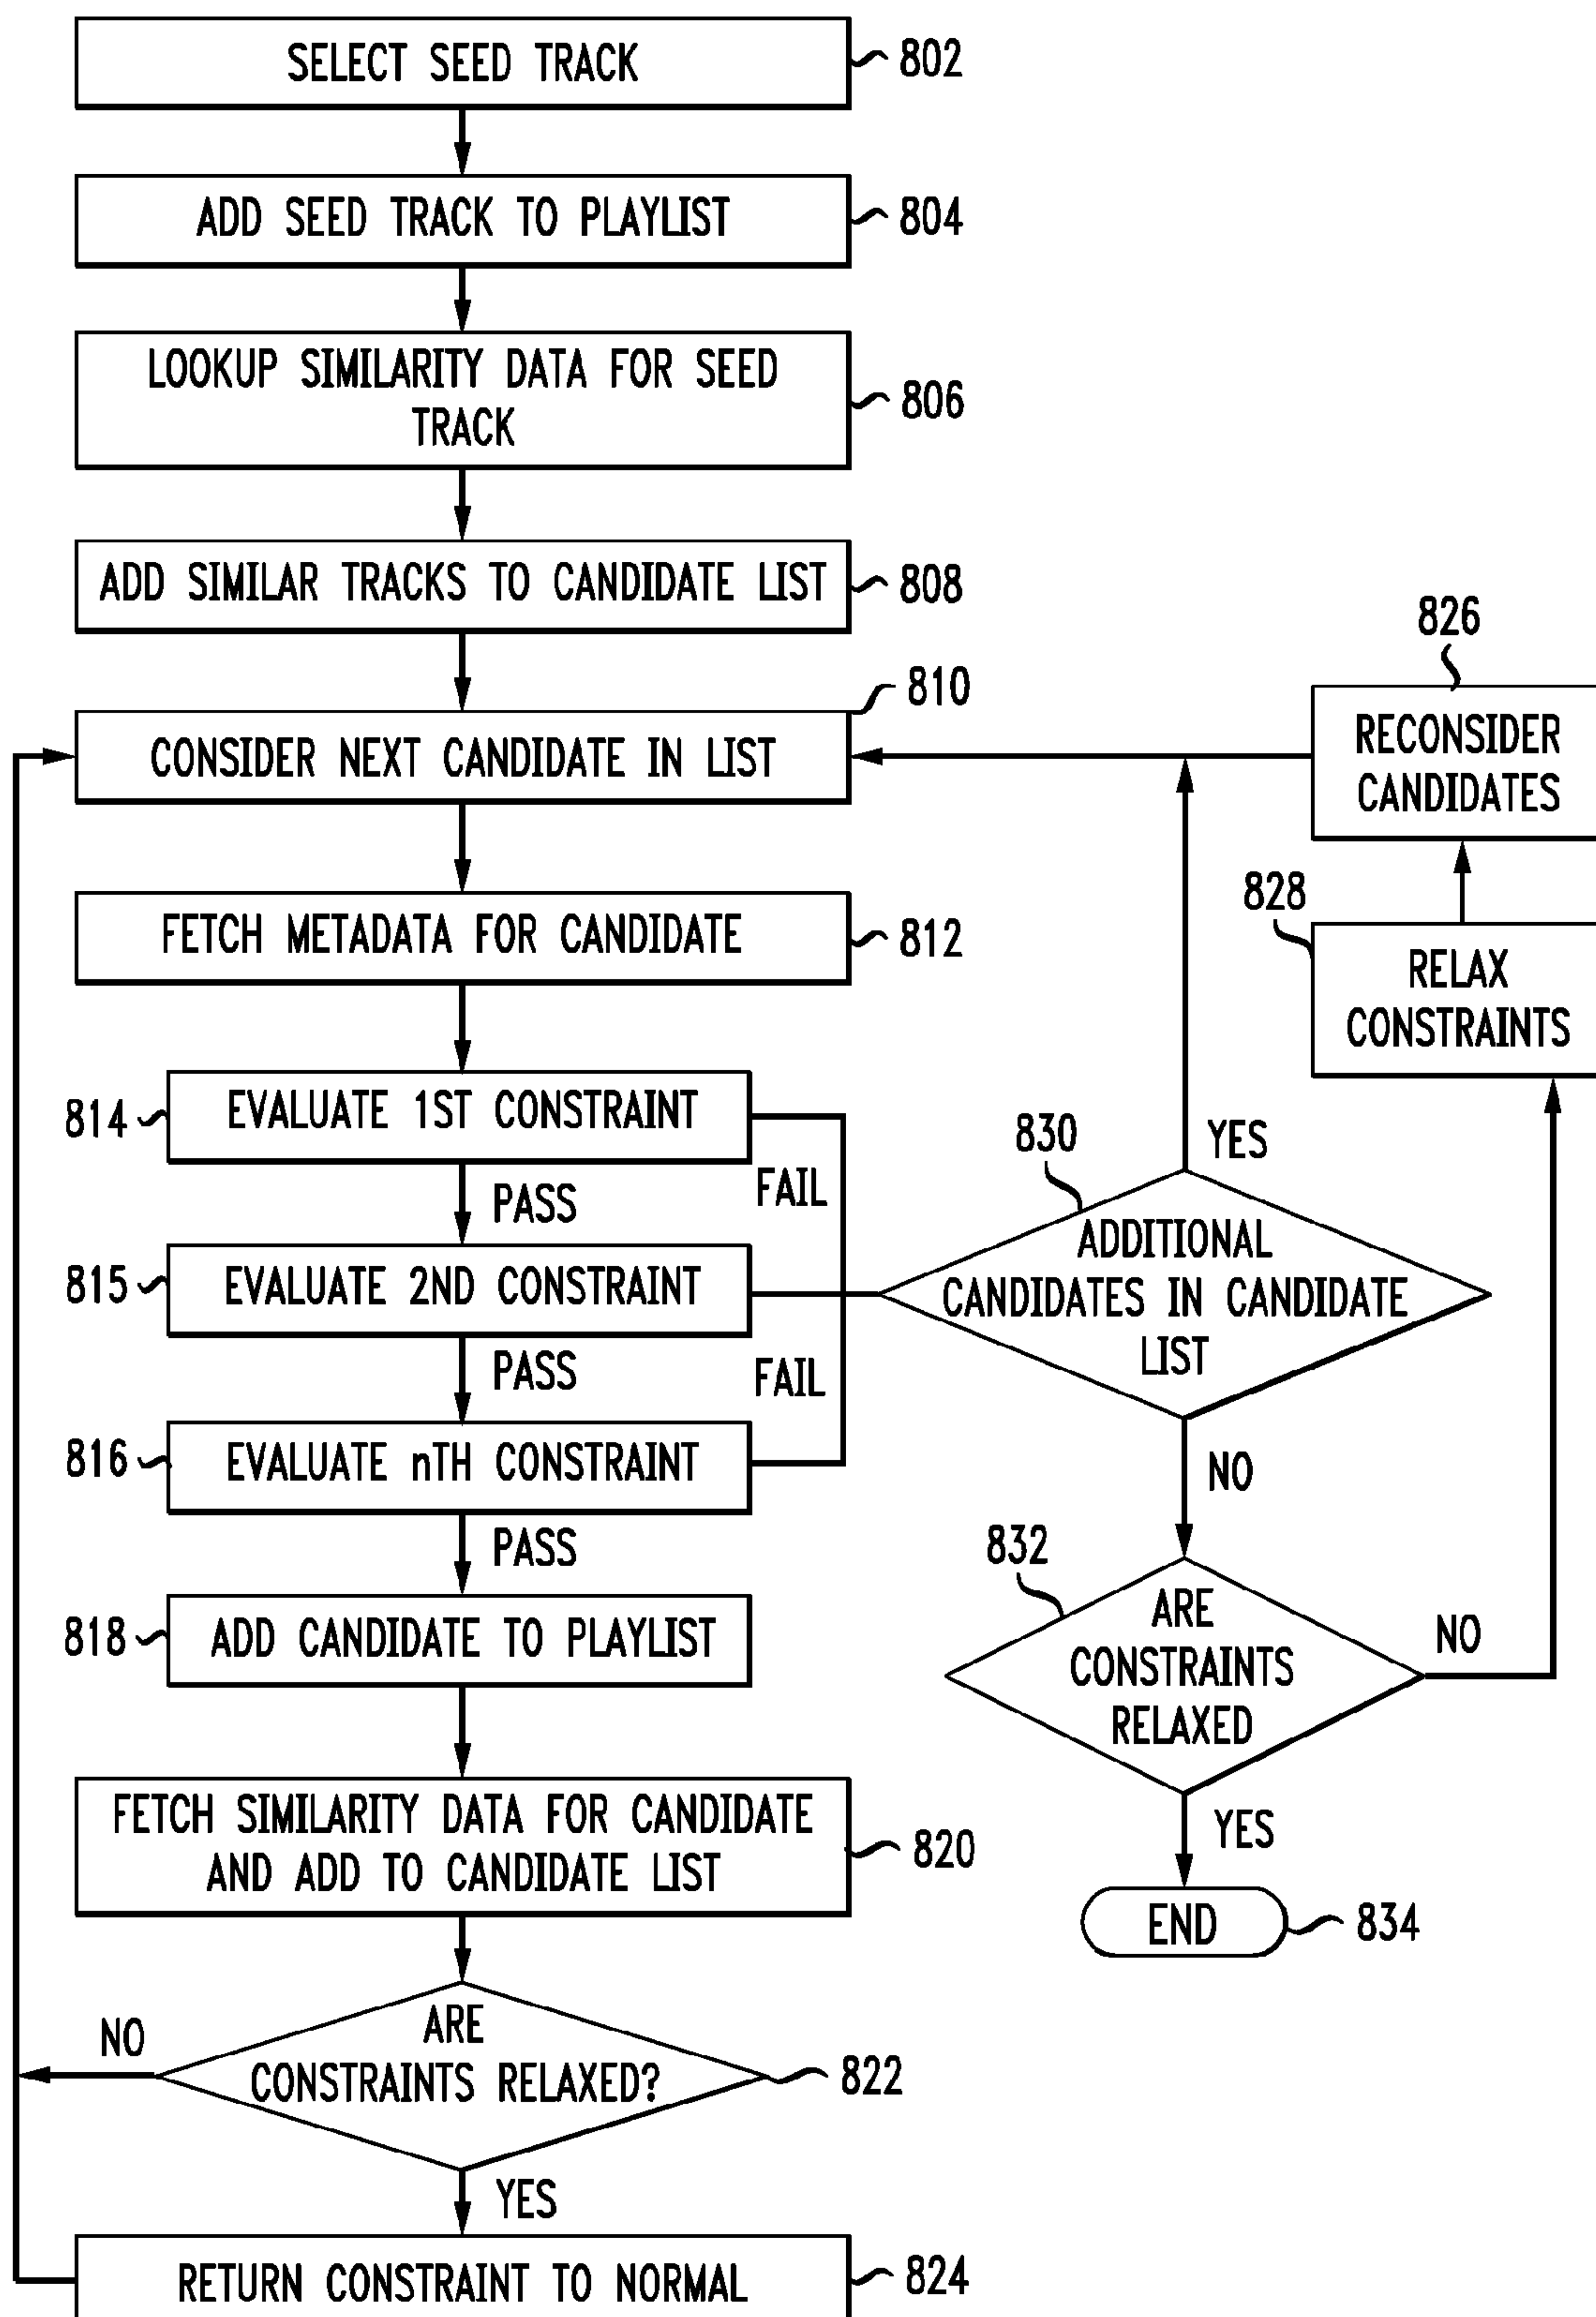 SELECT SEED TRACK
802
ADD SEED TRACK TO PLAYLIST
804
LOOKUP SIMILARITY DATA FOR SEED
TRACK
806
ADD SIMILAR TRACKS TO CANDIDATE LIST
808
810
CONSIDER NEXT CANDIDATE IN LIST
826
RECONSIDER
CANDIDATES
FETCH METADATA FOR CANDIDATE
812
828
RELAX
CONSTRAINTS
814
EVALUATE 1ST CONSTRAINT
FAIL
PASS
815
EVALUATE 2ND CONSTRAINT
PASS
FAIL
816
EVALUATE nTH CONSTRAINT
PASS
830
YES
ADDITIONAL
CANDIDATES IN CANDIDATE
LIST
NO
818
ADD CANDIDATE TO PLAYLIST
832
ARE
CONSTRAINTS
RELAXED
NO
YES
END
834
FETCH SIMILARITY DATA FOR CANDIDATE
AND ADD TO CANDIDATE LIST
820
ARE
CONSTRAINTS RELAXED?
822
NO
YES
RETURN CONSTRAINT TO NORMAL
824